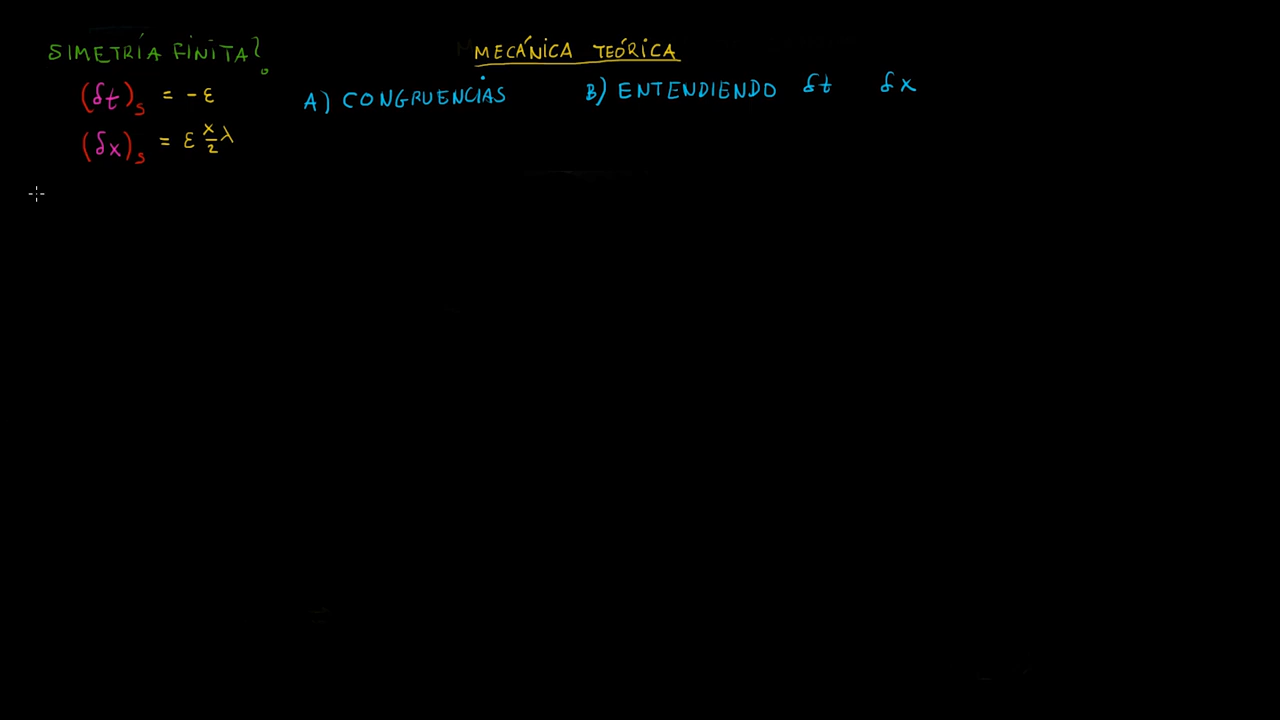 SIMETRÍA FINITA?
MECÁNICA TEÓRICA
(δt)s = -ε
A) CONGRUENCIAS
B) ENTENDIENDO δt δx
(δx)s = ε x/2 λ